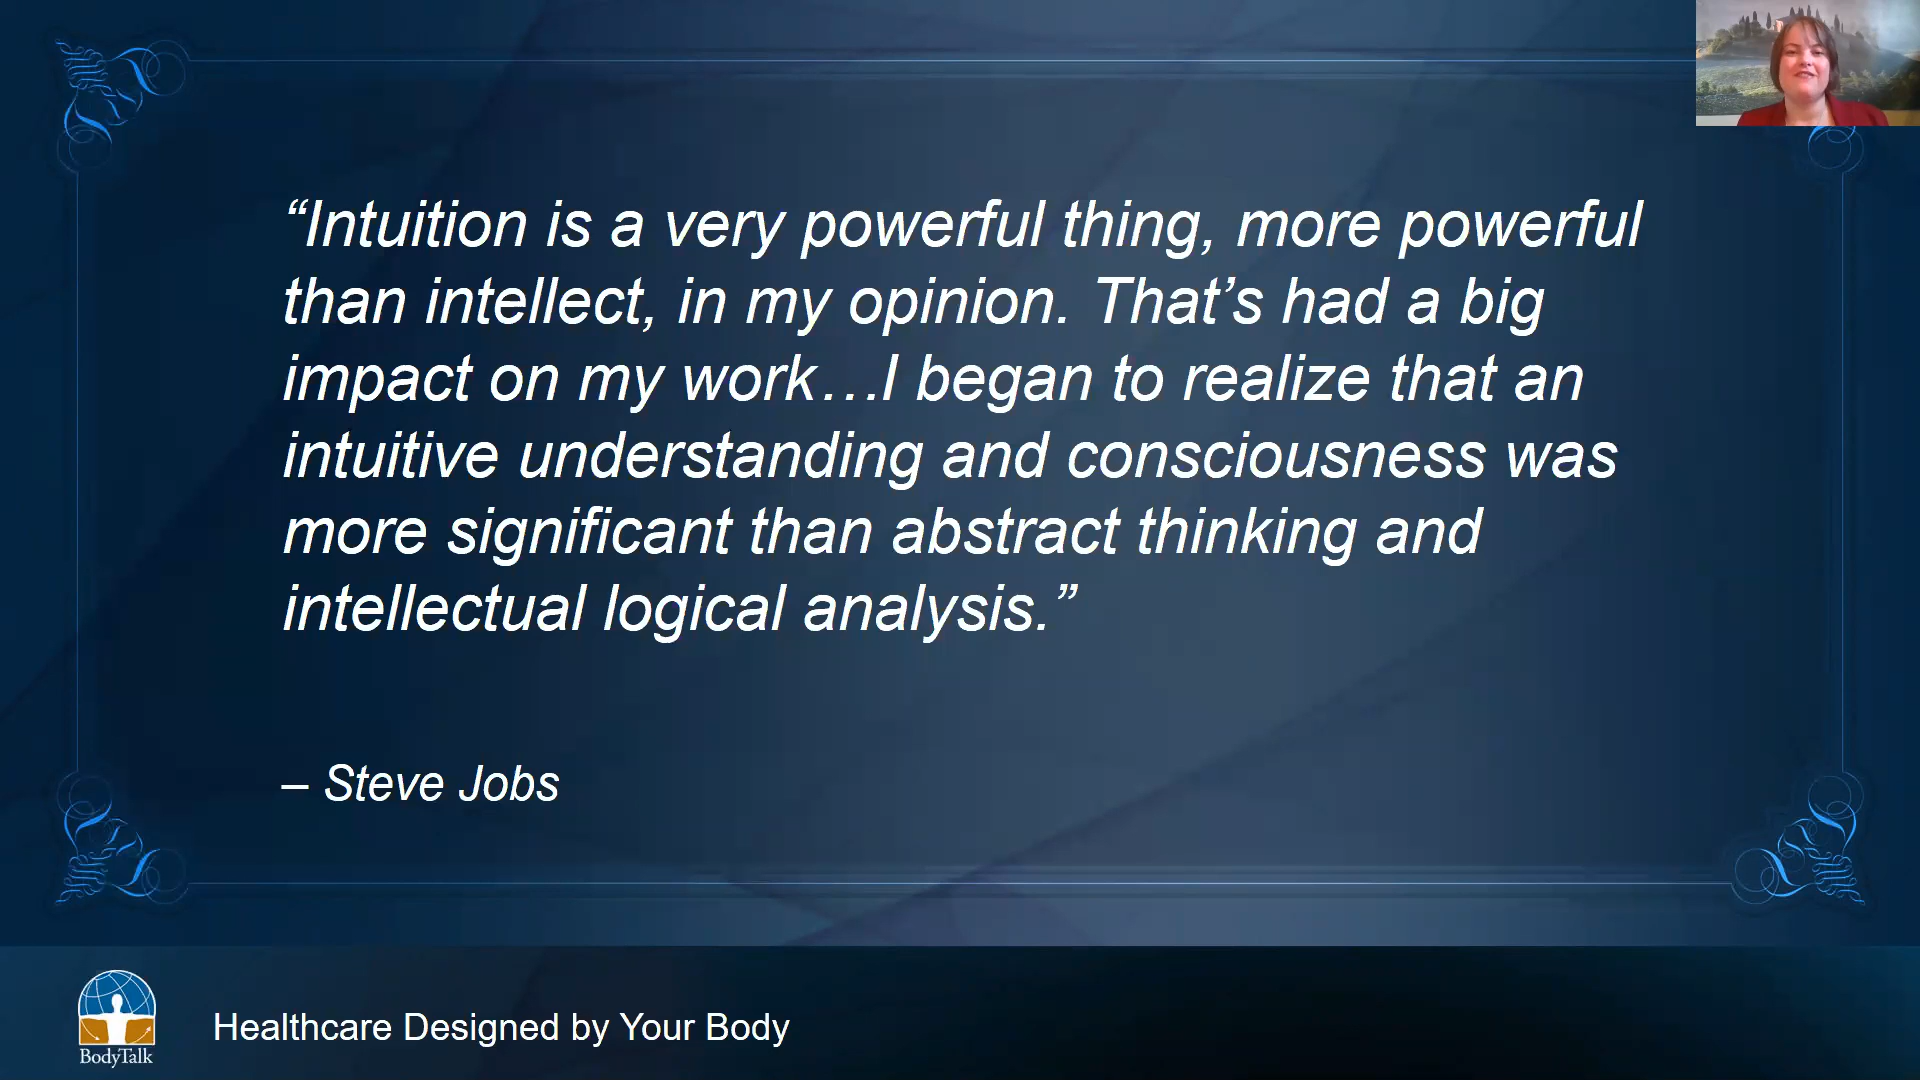 “Intuition is a very powerful thing, more powerful
than intellect, in my opinion. That’s had a big
impact on my work…I began to realize that an
intuitive understanding and consciousness was
more significant than abstract thinking and
intellectual logical analysis.”
– Steve Jobs
BodyTalk
Healthcare Designed by Your Body